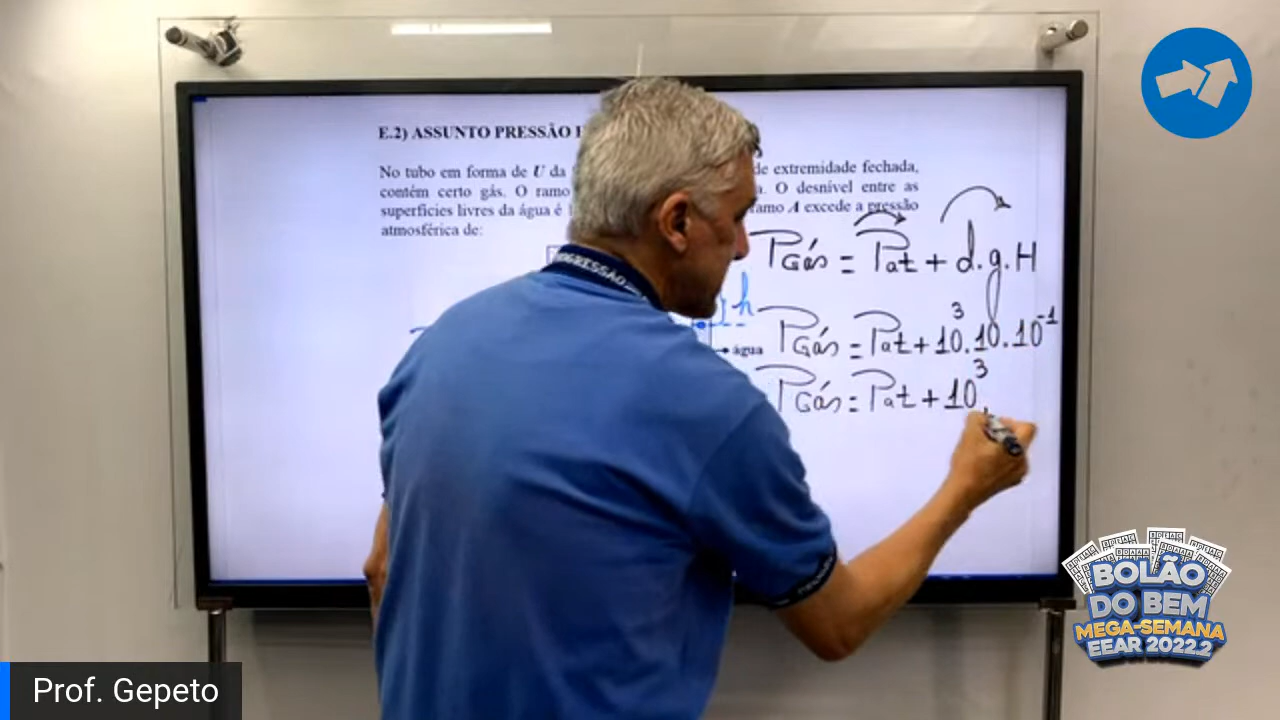 E.2) ASSUNTO PRESSÃO
No tubo em forma de U da de extremidade fechada,
contém certo gás. O ramo O desnível entre as
superfícies livres da água é ramo A excede a pressão
atmosférica de:
PGás = Pat + d.g.H
h
PGás = Pat + 10³.10.10⁻¹
água
PGás = Pat + 10³
BOLÃO
DO BEM
MEGA-SEMANA
EEAR 2022.2
Prof. Gepeto